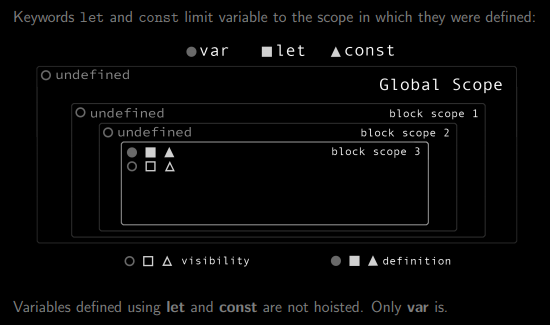 Keywords let and const limit variable to the scope in which they were defined:
var let const
undefined
Global Scope
undefined block scope 1
undefined block scope 2
block scope 3
visibility definition
Variables defined using let and const are not hoisted. Only var is.